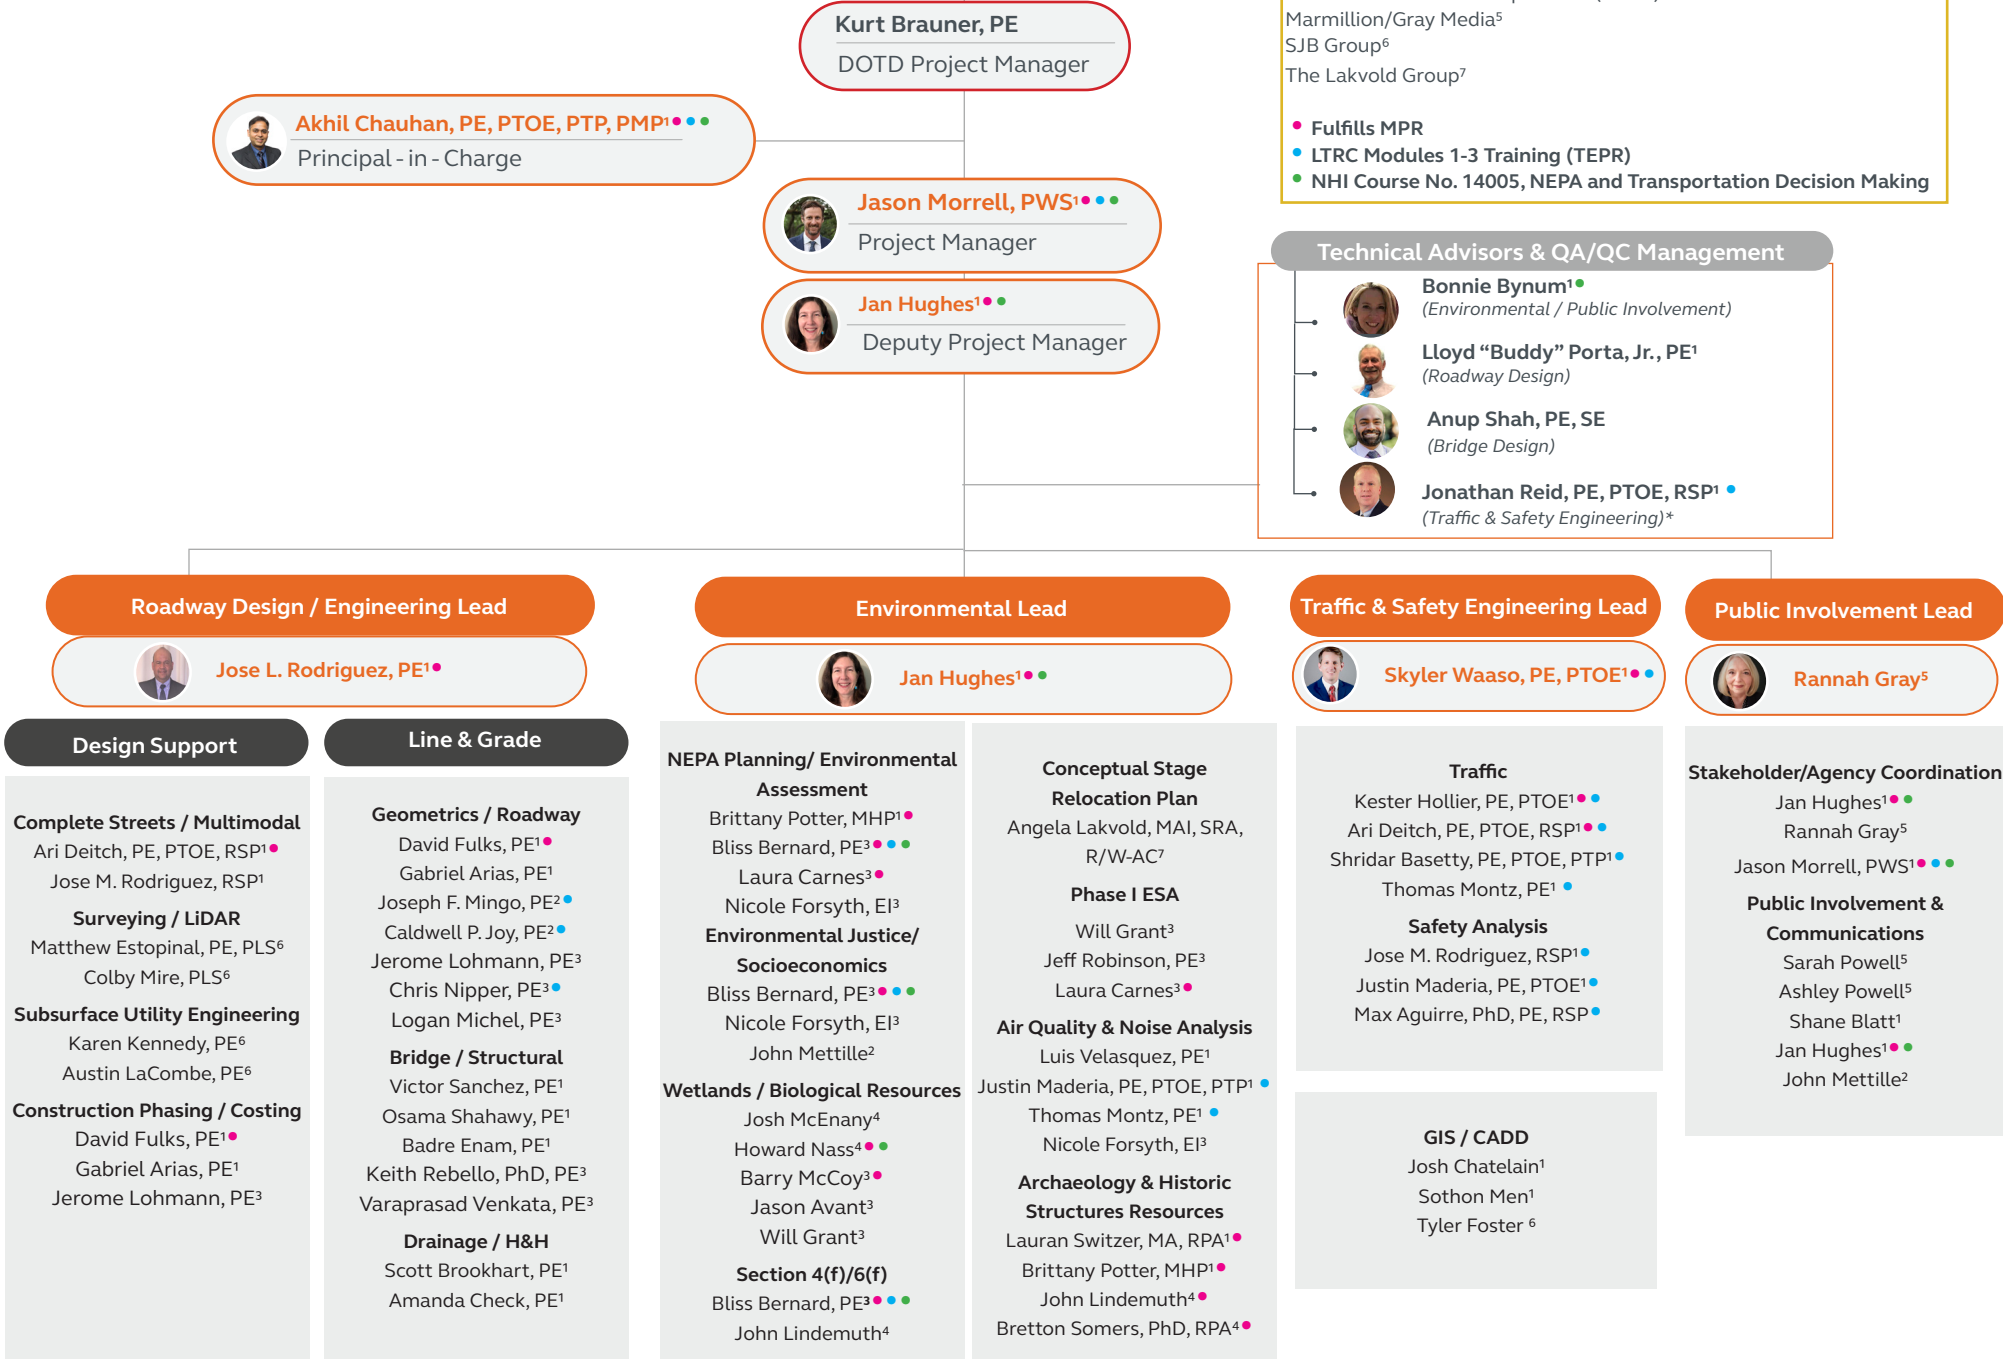 Kurt Brauner, PE
DOTD Project Manager
Marmillion/Gray Media⁵
SJB Group⁶
The Lakvold Group⁷
• Fulfills MPR
• LTRC Modules 1-3 Training (TEPR)
• NHI Course No. 14005, NEPA and Transportation Decision Making
Akhil Chauhan, PE, PTOE, PTP, PMP¹•••
Principal - in - Charge
Jason Morrell, PWS¹•••
Project Manager
Jan Hughes¹••
Deputy Project Manager
Technical Advisors & QA/QC Management
Bonnie Bynum¹•
(Environmental / Public Involvement)
Lloyd “Buddy” Porta, Jr., PE¹
(Roadway Design)
Anup Shah, PE, SE
(Bridge Design)
Jonathan Reid, PE, PTOE, RSP¹ •
(Traffic & Safety Engineering)*
Roadway Design / Engineering Lead
Jose L. Rodriguez, PE¹•
Design Support
Complete Streets / Multimodal
Ari Deitch, PE, PTOE, RSP¹•
Jose M. Rodriguez, RSP¹
Surveying / LiDAR
Matthew Estopinal, PE, PLS⁶
Colby Mire, PLS⁶
Subsurface Utility Engineering
Karen Kennedy, PE⁶
Austin LaCombe, PE⁶
Construction Phasing / Costing
David Fulks, PE¹•
Gabriel Arias, PE¹
Jerome Lohmann, PE³
Line & Grade
Geometrics / Roadway
David Fulks, PE¹•
Gabriel Arias, PE¹
Joseph F. Mingo, PE²•
Caldwell P. Joy, PE²•
Jerome Lohmann, PE³
Chris Nipper, PE³•
Logan Michel, PE³
Bridge / Structural
Victor Sanchez, PE¹
Osama Shahawy, PE¹
Badre Enam, PE¹
Keith Rebello, PhD, PE³
Varaprasad Venkata, PE³
Drainage / H&H
Scott Brookhart, PE¹
Amanda Check, PE¹
Environmental Lead
Jan Hughes¹••
NEPA Planning/ Environmental
Assessment
Brittany Potter, MHP¹•
Bliss Bernard, PE³•••
Laura Carnes³•
Nicole Forsyth, EI³
Environmental Justice/
Socioeconomics
Bliss Bernard, PE³•••
Nicole Forsyth, EI³
John Mettille²
Wetlands / Biological Resources
Josh McEnany⁴
Howard Nass⁴••
Barry McCoy³•
Jason Avant³
Will Grant³
Section 4(f)/6(f)
Bliss Bernard, PE³•••
John Lindemuth⁴
Conceptual Stage
Relocation Plan
Angela Lakvold, MAI, SRA,
R/W-AC⁷
Phase I ESA
Will Grant³
Jeff Robinson, PE³
Laura Carnes³•
Air Quality & Noise Analysis
Luis Velasquez, PE¹
Justin Maderia, PE, PTOE, PTP¹ •
Thomas Montz, PE¹ •
Nicole Forsyth, EI³
Archaeology & Historic
Structures Resources
Lauran Switzer, MA, RPA¹•
Brittany Potter, MHP¹•
John Lindemuth⁴•
Bretton Somers, PhD, RPA⁴•
Traffic & Safety Engineering Lead
Skyler Waaso, PE, PTOE¹••
Traffic
Kester Hollier, PE, PTOE¹••
Ari Deitch, PE, PTOE, RSP¹••
Shridar Basetty, PE, PTOE, PTP¹•
Thomas Montz, PE¹ •
Safety Analysis
Jose M. Rodriguez, RSP¹•
Justin Maderia, PE, PTOE¹•
Max Aguirre, PhD, PE, RSP•
GIS / CADD
Josh Chatelain¹
Sothon Men¹
Tyler Foster ⁶
Public Involvement Lead
Rannah Gray⁵
Stakeholder/Agency Coordination
Jan Hughes¹••
Rannah Gray⁵
Jason Morrell, PWS¹•••
Public Involvement &
Communications
Sarah Powell⁵
Ashley Powell⁵
Shane Blatt¹
Jan Hughes¹••
John Mettille²